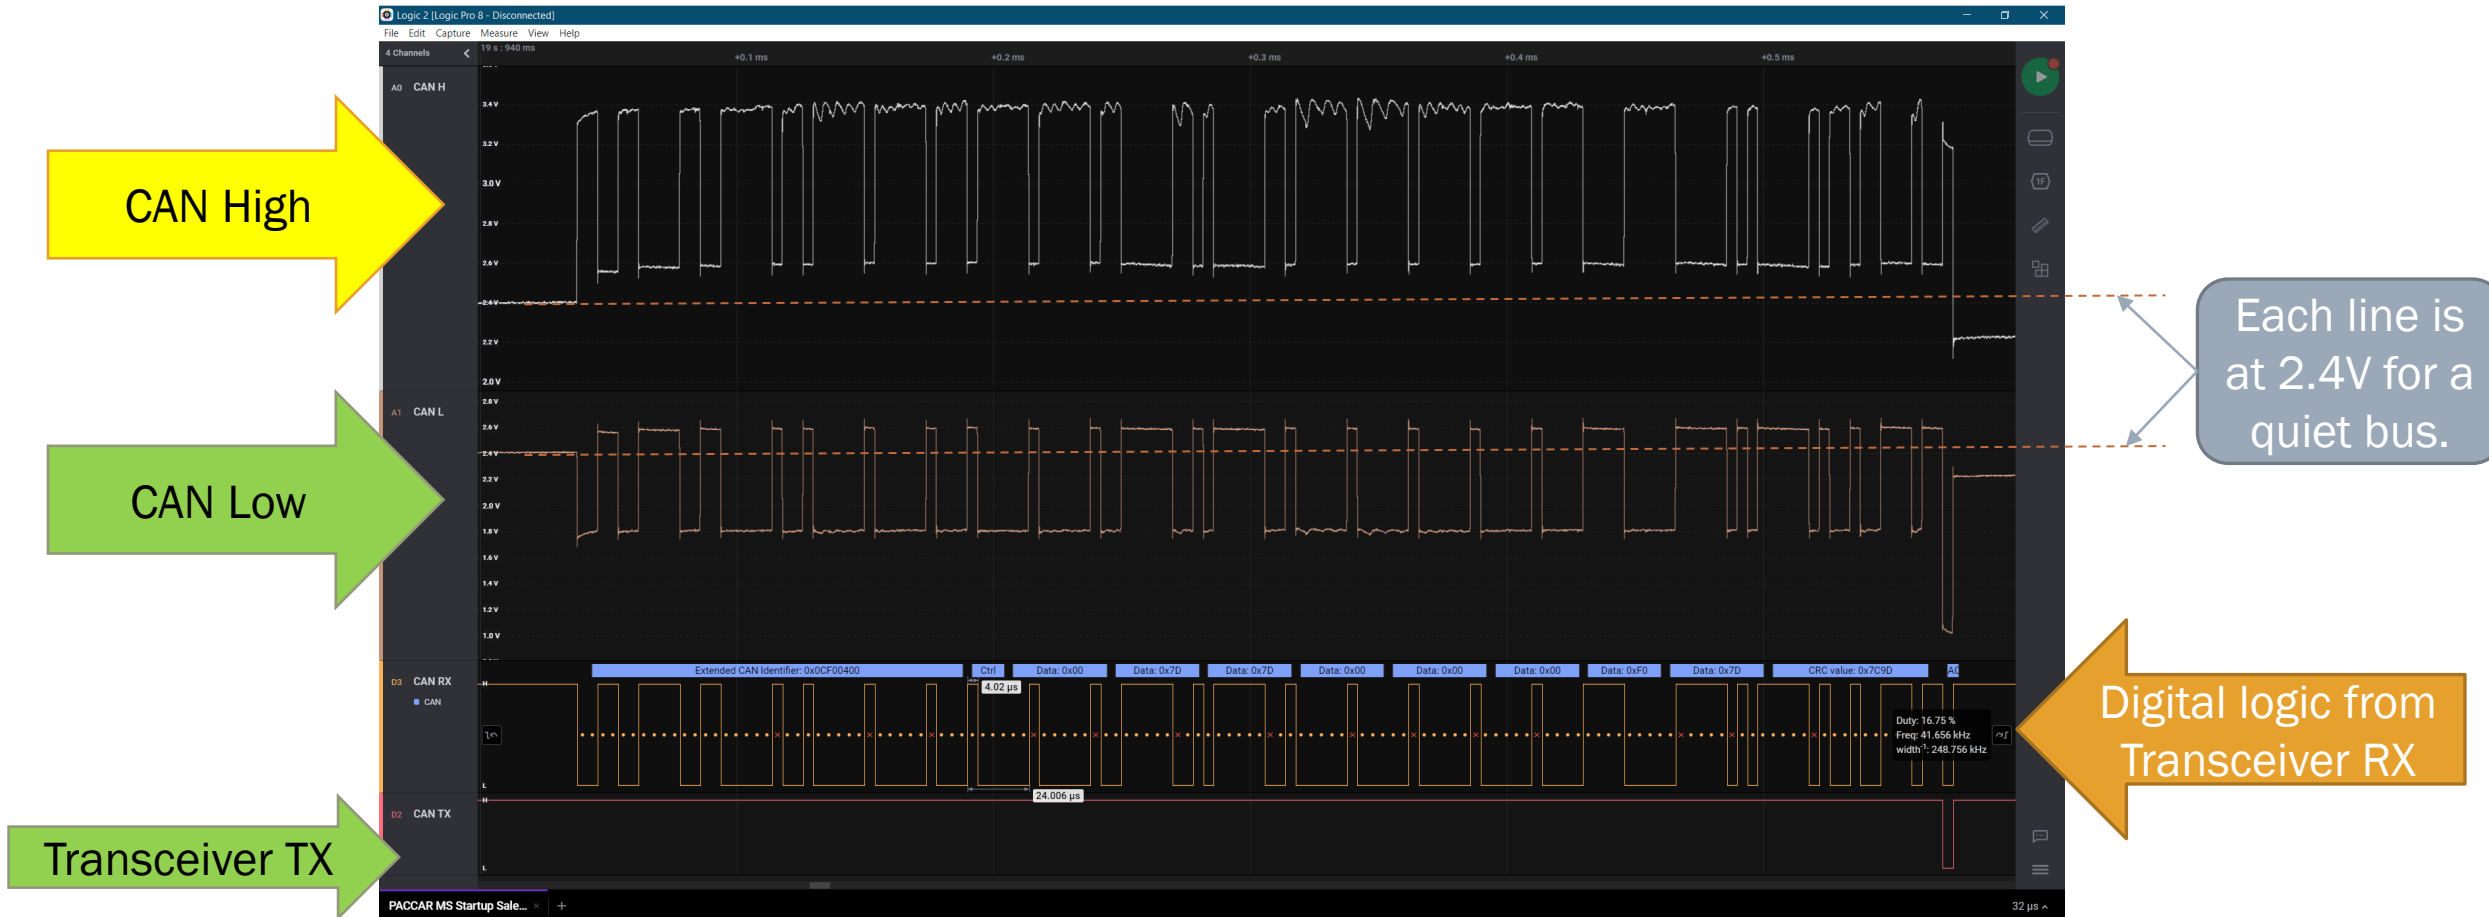 Logic 2 [Logic Pro 8 - Disconnected]
File Edit Capture Measure View Help
4 Channels
19 s : 940 ms
+0.1 ms
+0.2 ms
+0.3 ms
+0.4 ms
+0.5 ms
A0 CAN H
3.4 V
3.2 V
3.0 V
2.8 V
2.6 V
2.4 V
2.2 V
2.0 V
CAN High
Each line is
at 2.4V for a
quiet bus.
A1 CAN L
2.8 V
2.6 V
2.4 V
2.2 V
2.0 V
1.8 V
1.6 V
1.4 V
1.2 V
1.0 V
CAN Low
Extended CAN Identifier: 0x0CF00400
Ctrl
Data: 0x00
Data: 0x7D
Data: 0x7D
Data: 0x00
Data: 0x00
Data: 0x00
Data: 0xF0
Data: 0x7D
CRC value: 0x7C9D
AC
D3 CAN RX
CAN
H
L
4.02 µs
24.006 µs
Duty: 16.75 %
Freq: 41.656 kHz
width-1: 248.756 kHz
Digital logic from
Transceiver RX
D2 CAN TX
H
L
Transceiver TX
1F
PACCAR MS Startup Sale...
32 µs